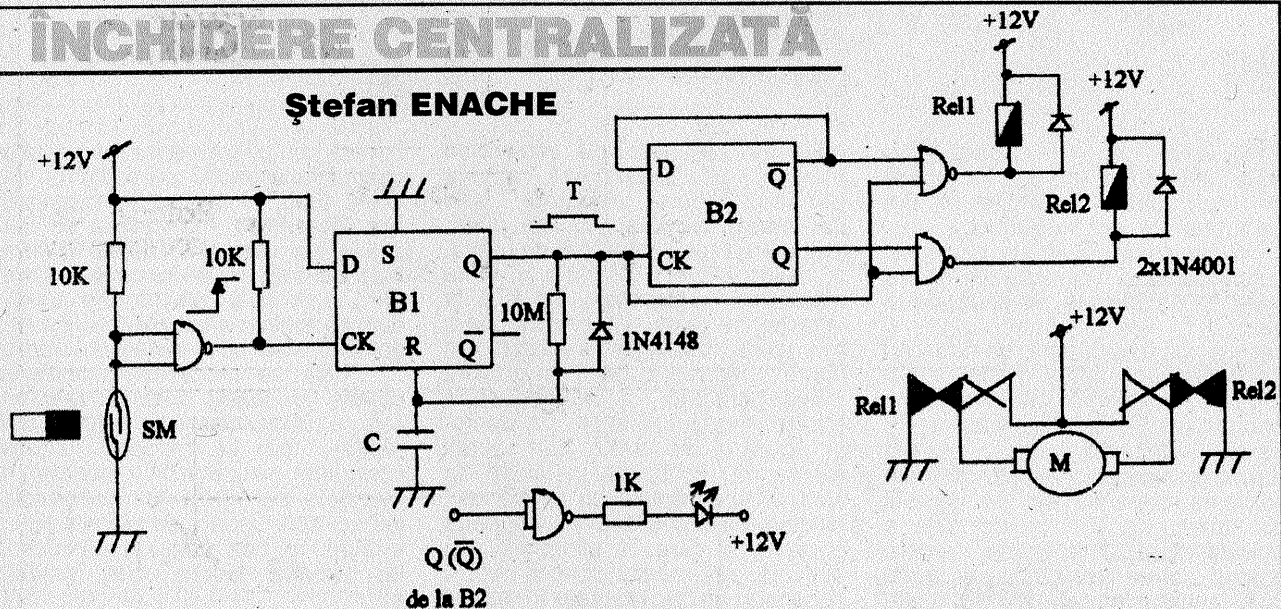 ÎNCHIDERE CENTRALIZATĂ
Ştefan ENACHE
+12V
+12V
+12V
Rel1
Rel2
2x1N4001
10K
10K
D
S
Q
B1
CK
R
Q̅
T
10M
1N4148
D
Q̅
B2
CK
Q
SM
C
1K
+12V
Q (Q̅)
de la B2
+12V
Rel1
Rel2
M